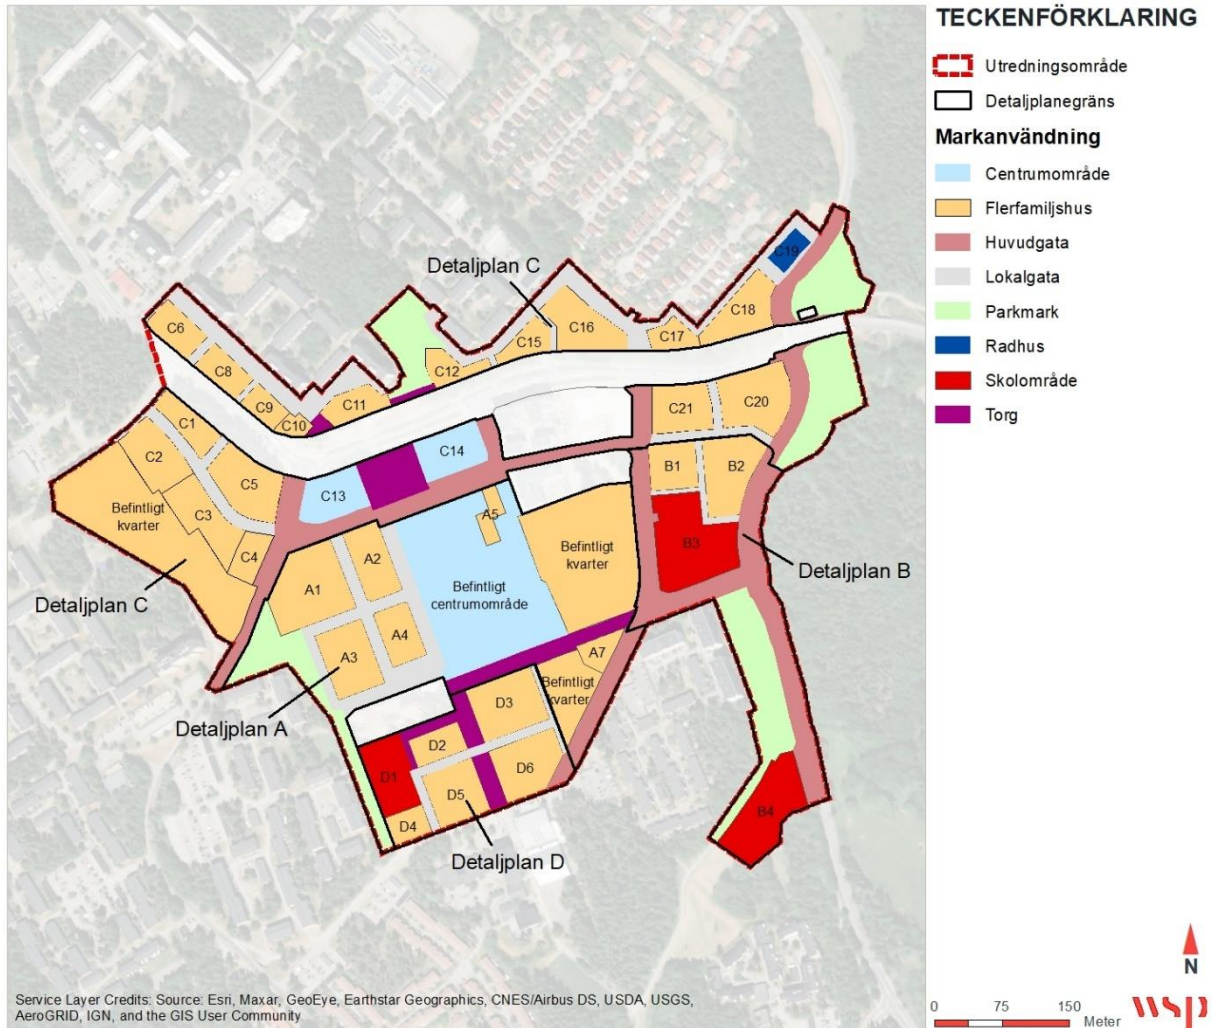 TECKENFÖRKLARING
Utredningsområde
Detaljplanegräns
Markanvändning
Centrumområde
Flerfamiljshus
Huvudgata
Lokalgata
Parkmark
Radhus
Skolområde
Torg
C19
Detaljplan C
C6
C18
C16
C17
C15
C8
C12
C9
C11
C10
C1
C20
C21
C2
C14
C5
B1
B2
C13
Befintligt
kvarter
C3
A5
B3
C4
A2
Befintligt
kvarter
Detaljplan B
A1
Befintligt
centrumområde
Detaljplan C
A4
A3
A7
Befintligt
kvarter
D3
Detaljplan A
D2
D6
D1
D5
B4
D4
Detaljplan D
Service Layer Credits: Source: Esri, Maxar, GeoEye, Earthstar Geographics, CNES/Airbus DS, USDA, USGS,
AeroGRID, IGN, and the GIS User Community
N
0 75 150
Meter
wsp